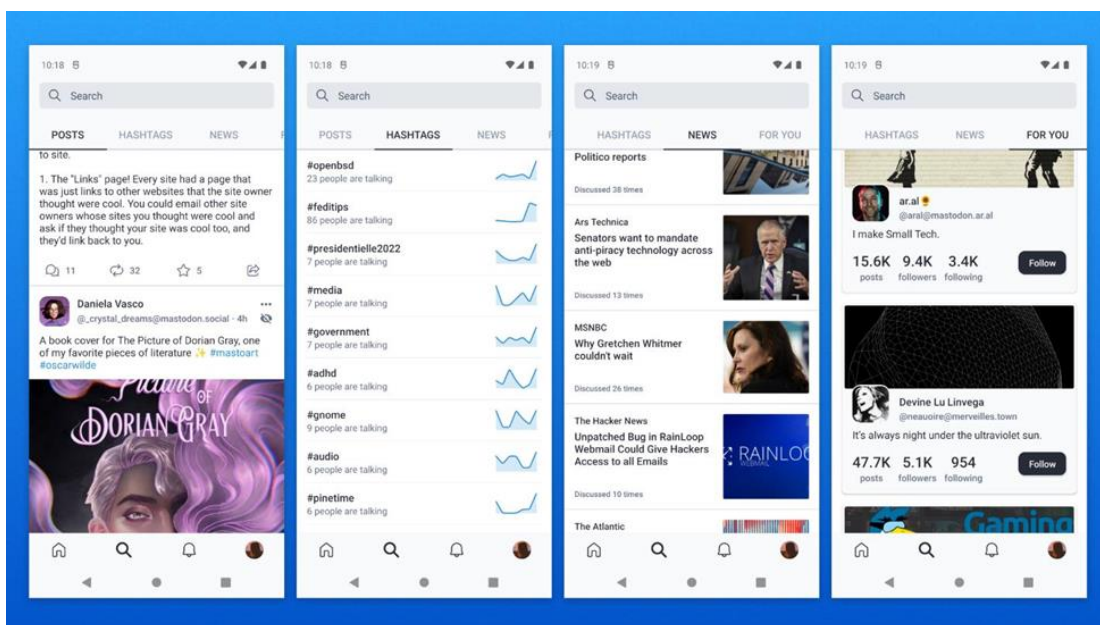 10:18
Search
POSTS HASHTAGS NEWS F
to site.
1. The "Links" page! Every site had a page that
was just links to other websites that the site owner
thought were cool. You could email other site
owners whose sites you thought were cool and
ask if they thought your site was cool too, and
they'd link back to you.
11 32 5
Daniela Vasco
@_crystal_dreams@mastodon.social · 4h
A book cover for The Picture of Dorian Gray, one
of my favorite pieces of literature ✨ #mastoart
#oscarwilde
Picture
OF
DORIAN GRAY
10:18
Search
POSTS HASHTAGS NEWS F
#openbsd
23 people are talking
#feditips
86 people are talking
#presidentielle2022
7 people are talking
#media
7 people are talking
#government
7 people are talking
#adhd
6 people are talking
#gnome
9 people are talking
#audio
6 people are talking
#pinetime
6 people are talking
10:19
Search
HASHTAGS NEWS FOR YOU
Politico reports
Discussed 38 times
Ars Technica
Senators want to mandate
anti-piracy technology across
the web
Discussed 13 times
MSNBC
Why Gretchen Whitmer
couldn't wait
Discussed 26 times
The Hacker News
Unpatched Bug in RainLoop
Webmail Could Give Hackers
Access to all Emails
RAINLOO
WEBMAIL
Discussed 10 times
The Atlantic
10:19
Search
HASHTAGS NEWS FOR YOU
ar.al🌻
@aral@mastodon.ar.al
I make Small Tech.
15.6K 9.4K 3.4K
posts followers following
Follow
Devine Lu Linvega
@neauoire@merveilles.town
It's always night under the ultraviolet sun.
47.7K 5.1K 954
posts followers following
Follow
Gaming